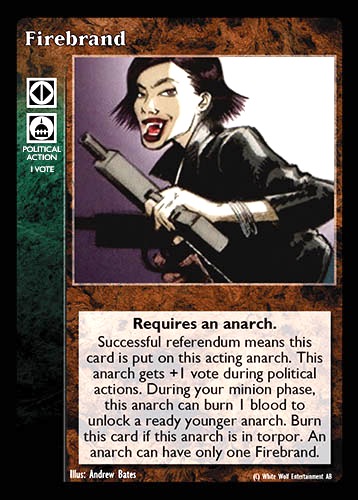 Firebrand
POLITICAL
ACTION
1 VOTE
Requires an anarch.
Successful referendum means this
card is put on this acting anarch. This
anarch gets +1 vote during political
actions. During your minion phase,
this anarch can burn 1 blood to
unlock a ready younger anarch. Burn
this card if this anarch is in torpor. An
anarch can have only one Firebrand.
Illus: Andrew Bates
(C) White Wolf Entertainment AB